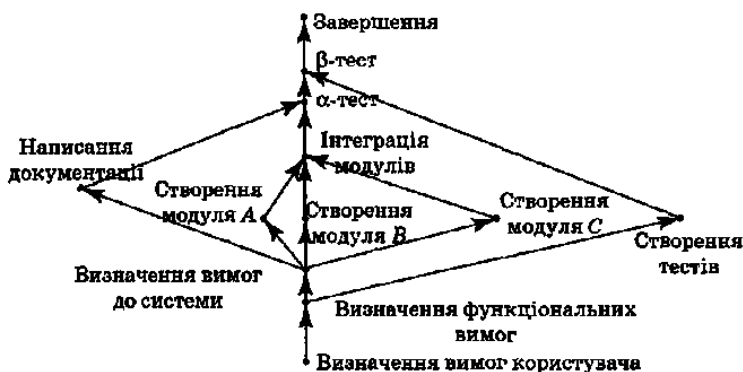 Завершення
β-тест
α-тест
Написання
документації
Інтеграція
модулів
Створення
модуля A
Створення
модуля B
Створення
модуля C
Створення
тестів
Визначення вимог
до системи
Визначення функціональних
вимог
Визначення вимог користувача